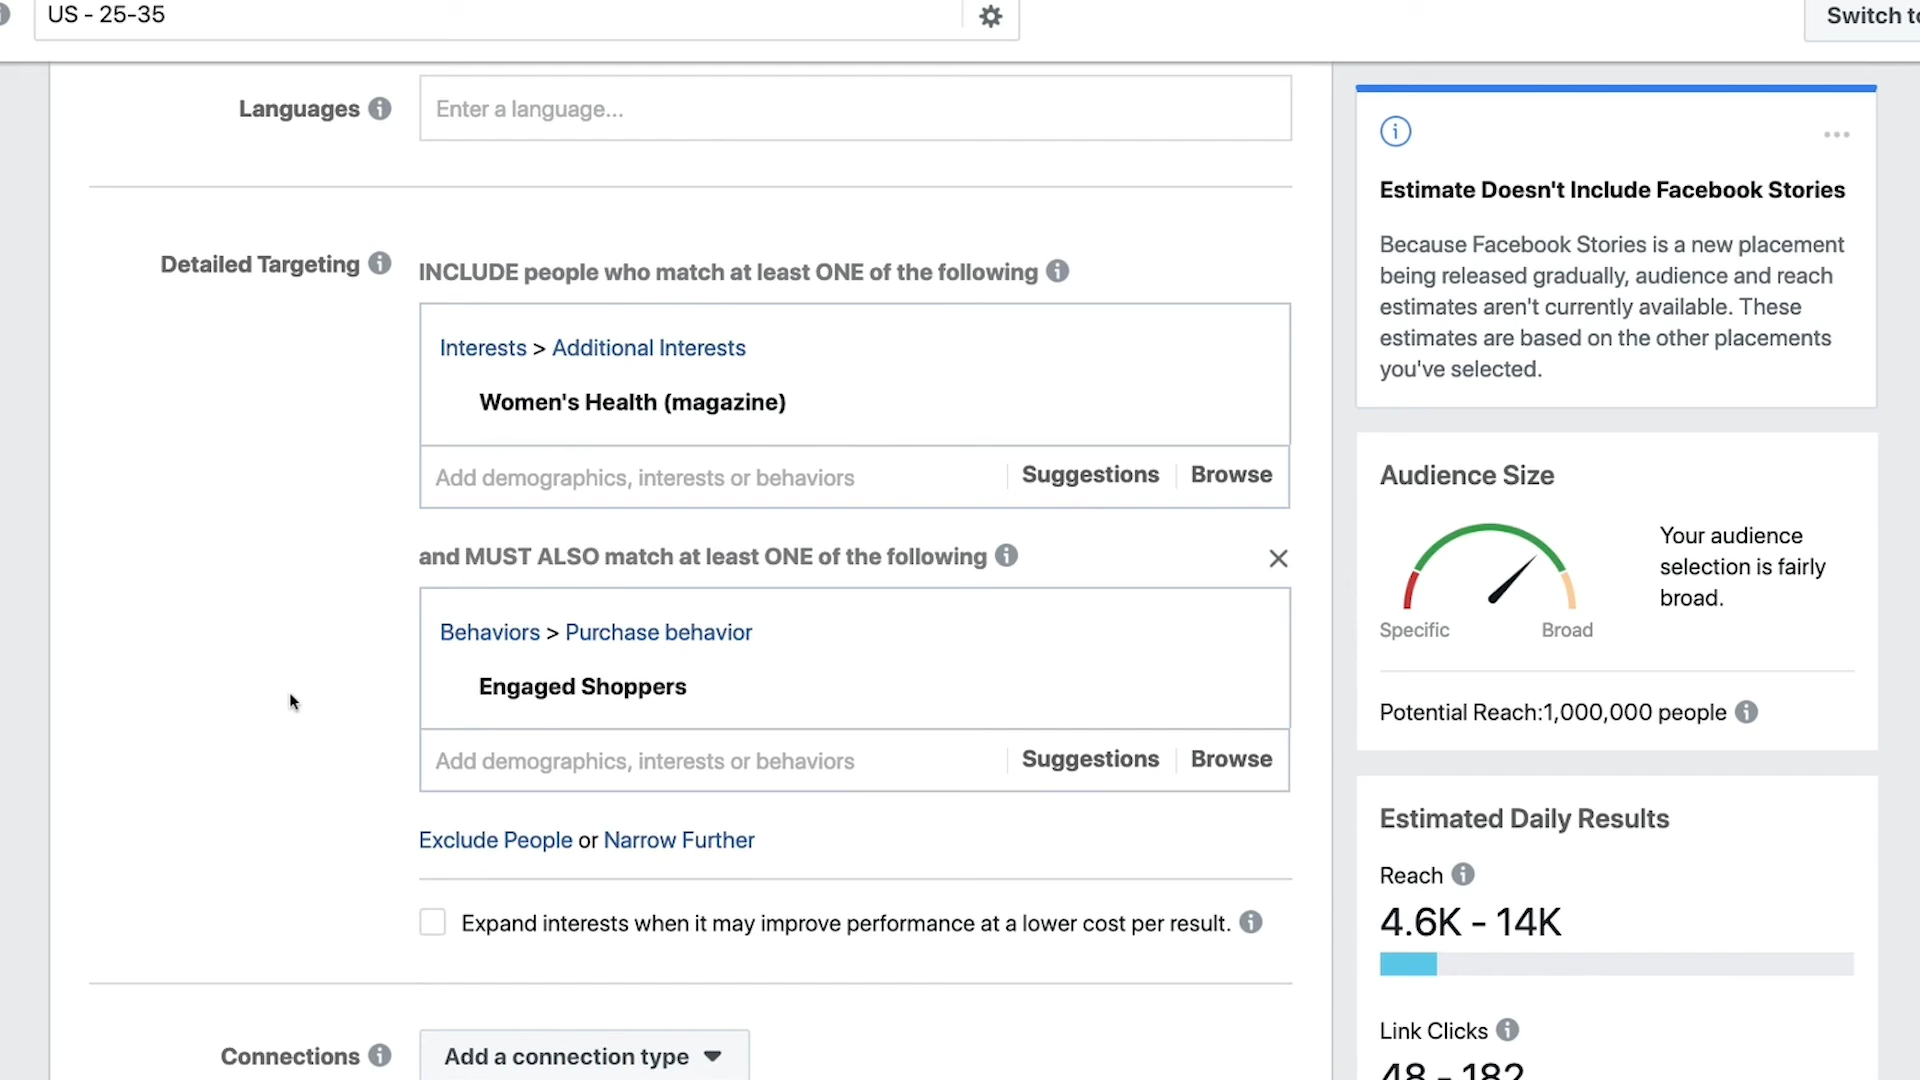 US - 25-35
Switch to
Languages
Enter a language...
Detailed Targeting
INCLUDE people who match at least ONE of the following
Interests > Additional Interests
Women's Health (magazine)
Add demographics, interests or behaviors
Suggestions
Browse
and MUST ALSO match at least ONE of the following
Behaviors > Purchase behavior
Engaged Shoppers
Add demographics, interests or behaviors
Suggestions
Browse
Exclude People or Narrow Further
Expand interests when it may improve performance at a lower cost per result.
Connections
Add a connection type
Estimate Doesn't Include Facebook Stories
Because Facebook Stories is a new placement
being released gradually, audience and reach
estimates aren't currently available. These
estimates are based on the other placements
you've selected.
Audience Size
Your audience
selection is fairly
broad.
Specific
Broad
Potential Reach:1,000,000 people
Estimated Daily Results
Reach
4.6K - 14K
Link Clicks
48 - 182